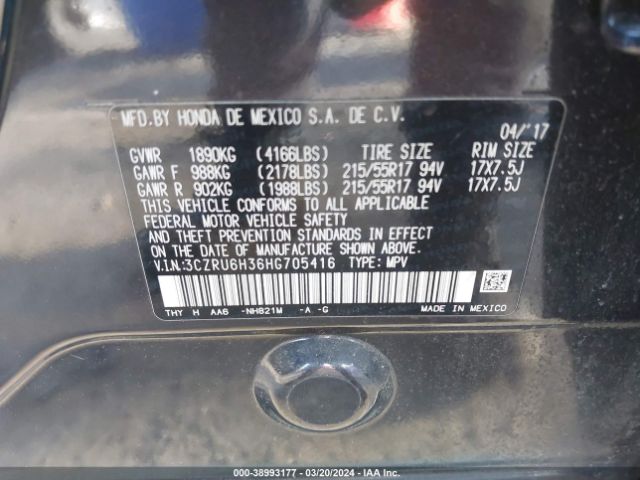 MFD.BY HONDA DE MEXICO S.A. DE C.V.
04/'17
GVWR 1890KG (4166LBS) TIRE SIZE RIM SIZE
GAWR F 988KG (2178LBS) 215/55R17 94V 17X7.5J
GAWR R 902KG (1988LBS) 215/55R17 94V 17X7.5J
THIS VEHICLE CONFORMS TO ALL APPLICABLE
FEDERAL MOTOR VEHICLE SAFETY
AND THEFT PREVENTION STANDARDS IN EFFECT
ON THE DATE OF MANUFACTURE SHOWN ABOVE.
V.I.N:3CZRU6H36HG705416 TYPE: MPV
THY H AA6 -NH821M -A -G MADE IN MEXICO
000-38993177 — 03/20/2024 — IAA Inc.